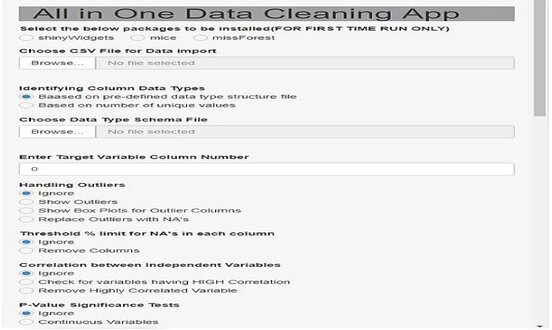 All in One Data Cleaning App
Select the below packages to be installed(FOR FIRST TIME RUN ONLY)
shinyWidgets mice missForest
Choose CSV File for Data import
Browse... No file selected
Identifying Column Data Types
Baased on pre-defined data type structure file
Based on number of unique values
Choose Data Type Schema File
Browse... No file selected
Enter Target Variable Column Number
0
Handling Outliers
Ignore
Show Outliers
Show Box Plots for Outlier Columns
Replace Outliers with NA's
Threshold % limit for NA's in each column
Ignore
Remove Columns
Correlation between Independent Variables
Ignore
Check for variables having HIGH Correlation
Remove Highly Correlated Variable
P-Value Significance Tests
Ignore
Continuous Variables